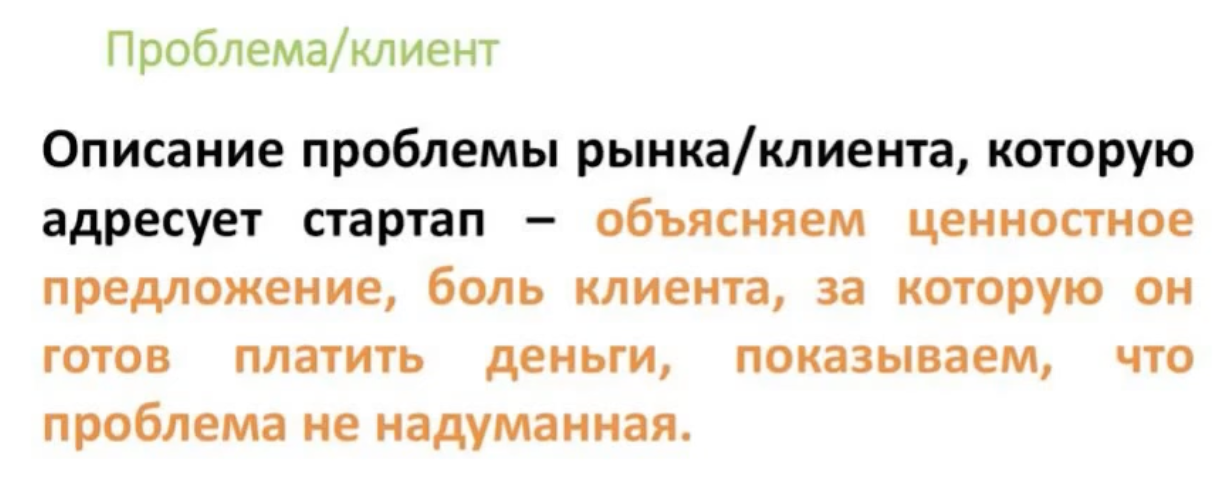 Проблема/клиент
Описание проблемы рынка/клиента, которую
адресует стартап – объясняем ценностное
предложение, боль клиента, за которую он
готов платить деньги, показываем, что
проблема не надуманная.